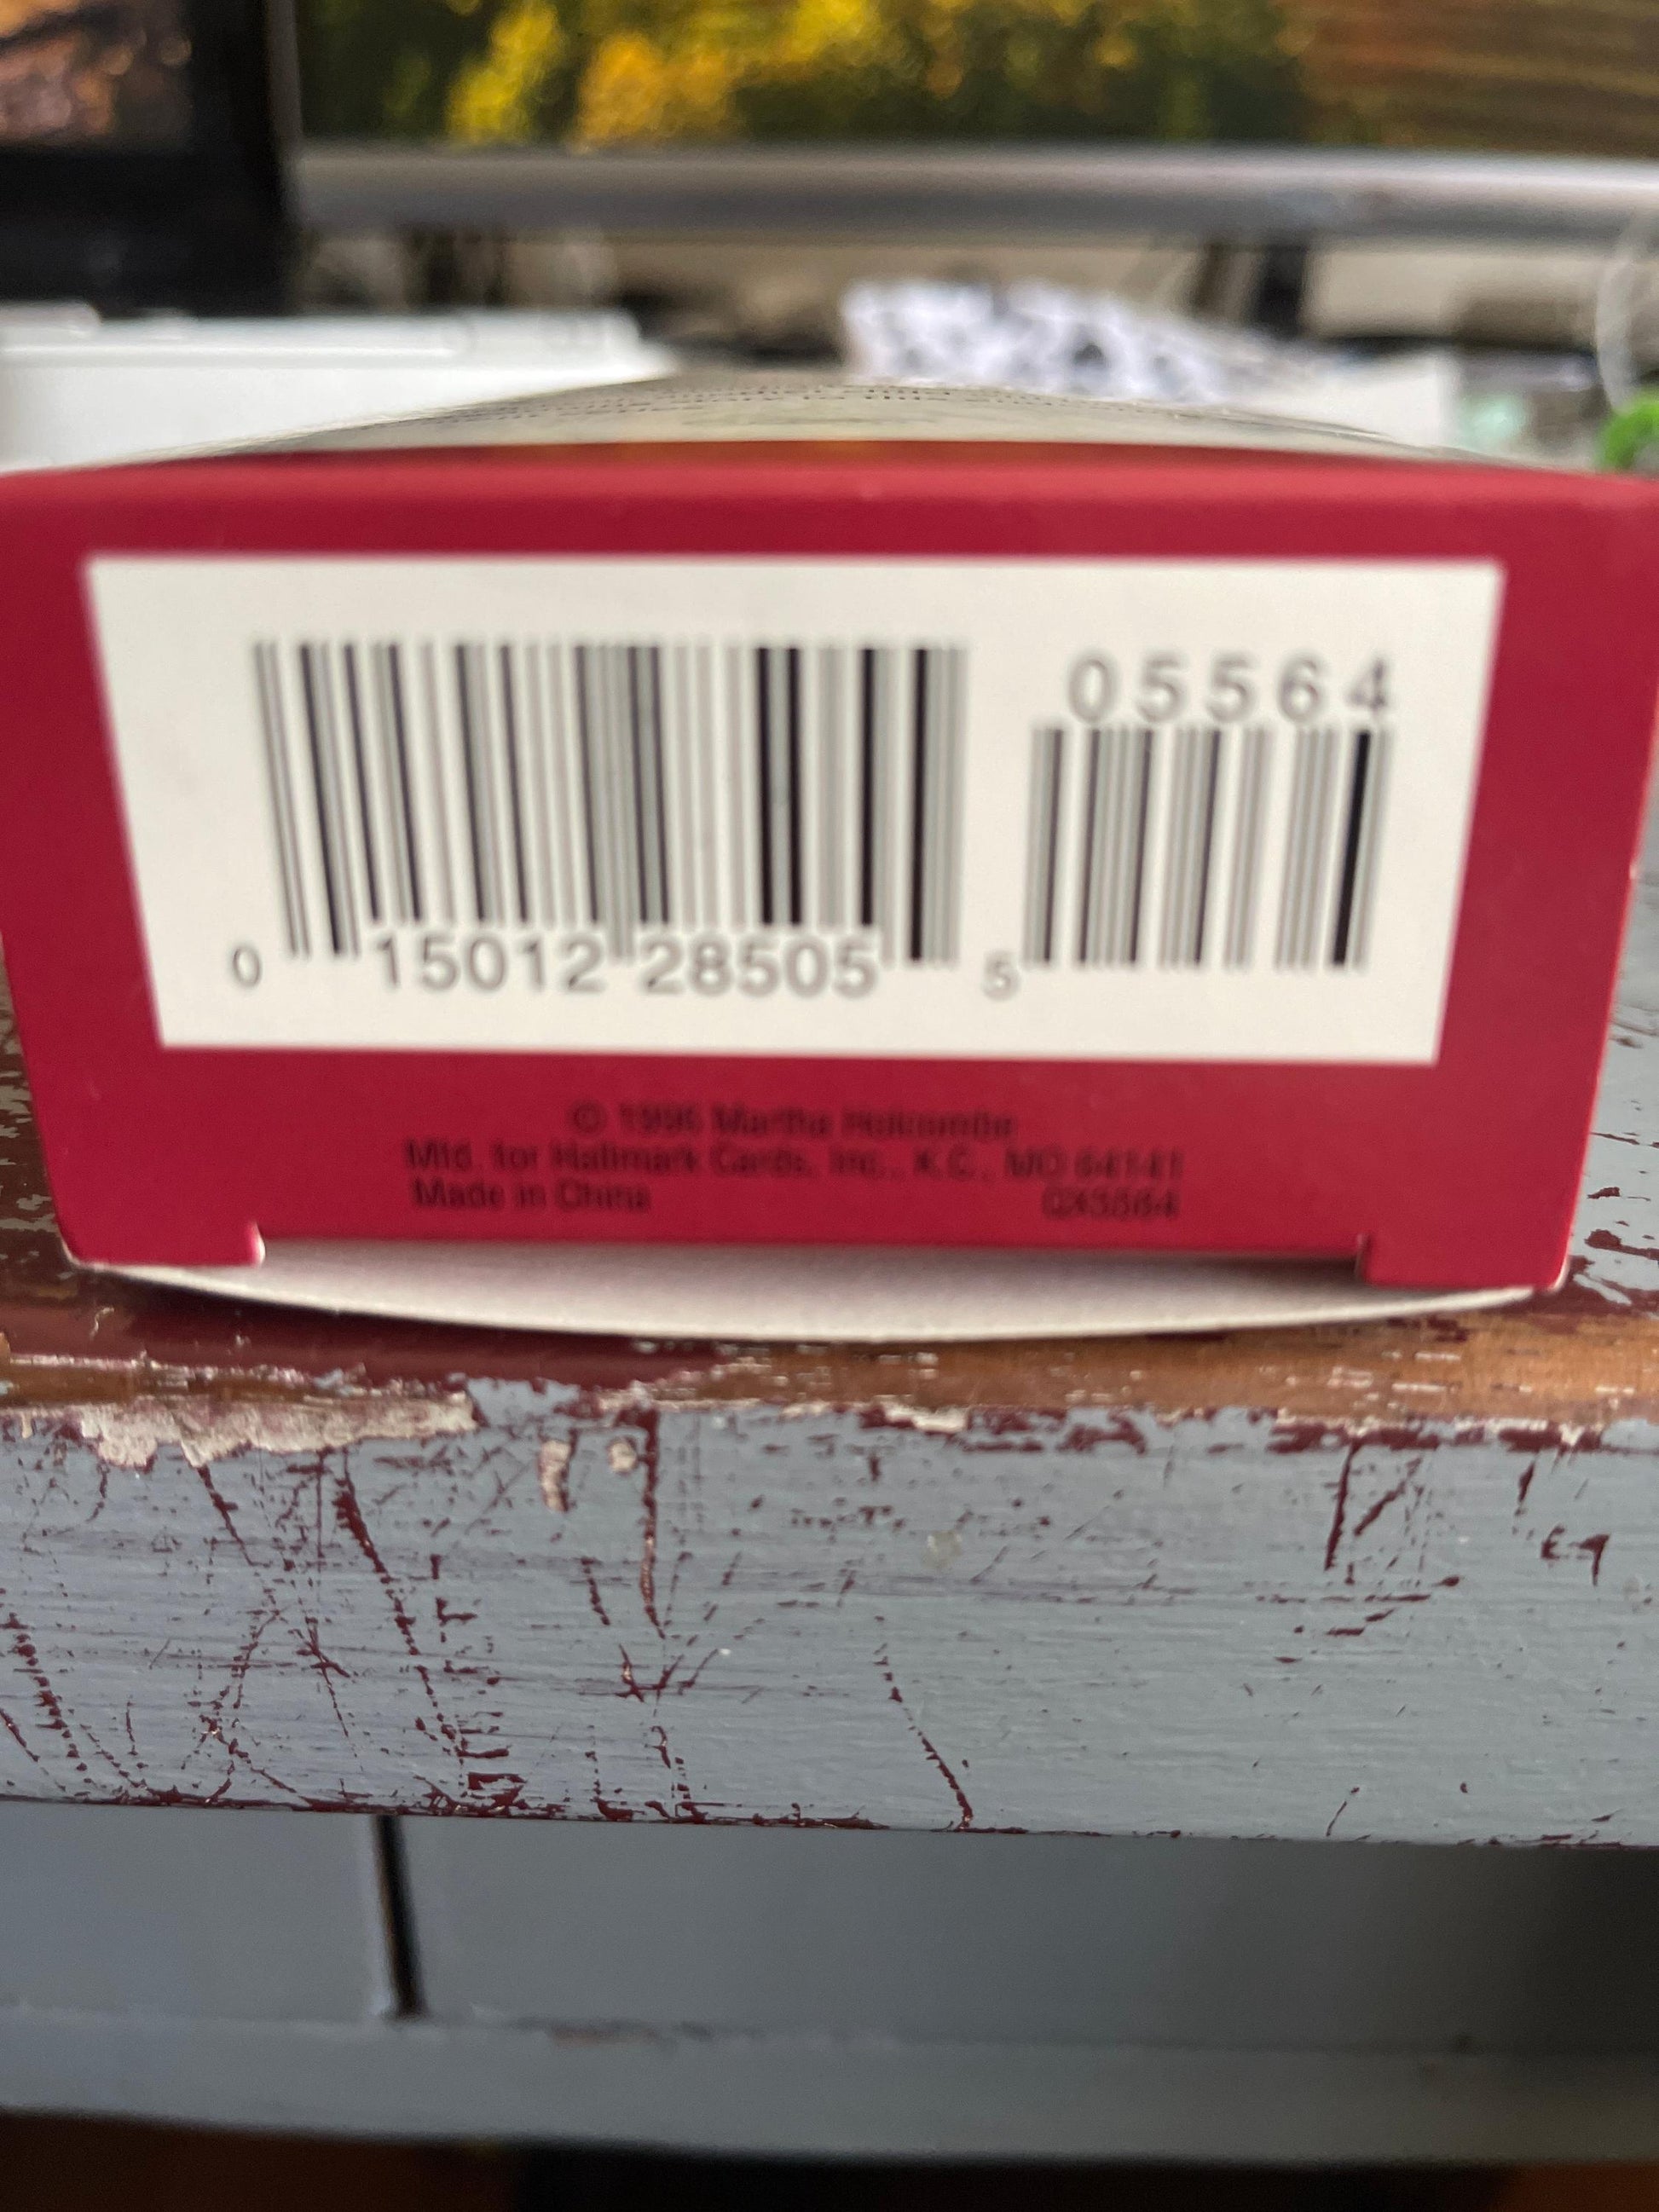 05564
0 15012 28505 5
© 1996 Martha Holcombe
Mfd. for Hallmark Cards, Inc., K.C., MO 64141
Made in China QX5564